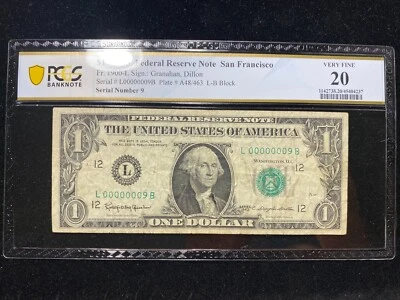 Federal Reserve Note San Francisco
Fr. 1900-L Sign.: Granahan, Dillon
Serial # L00000009B Plate # A48/463 L-B Block
Serial Number 9
PCGS
BANKNOTE
VERY FINE
20
FEDERAL RESERVE NOTE
THE UNITED STATES OF AMERICA
L 00000009 B
WASHINGTON, D.C.
12 12
L
L 00000009 B
12 12
ONE DOLLAR
1 1 1 1